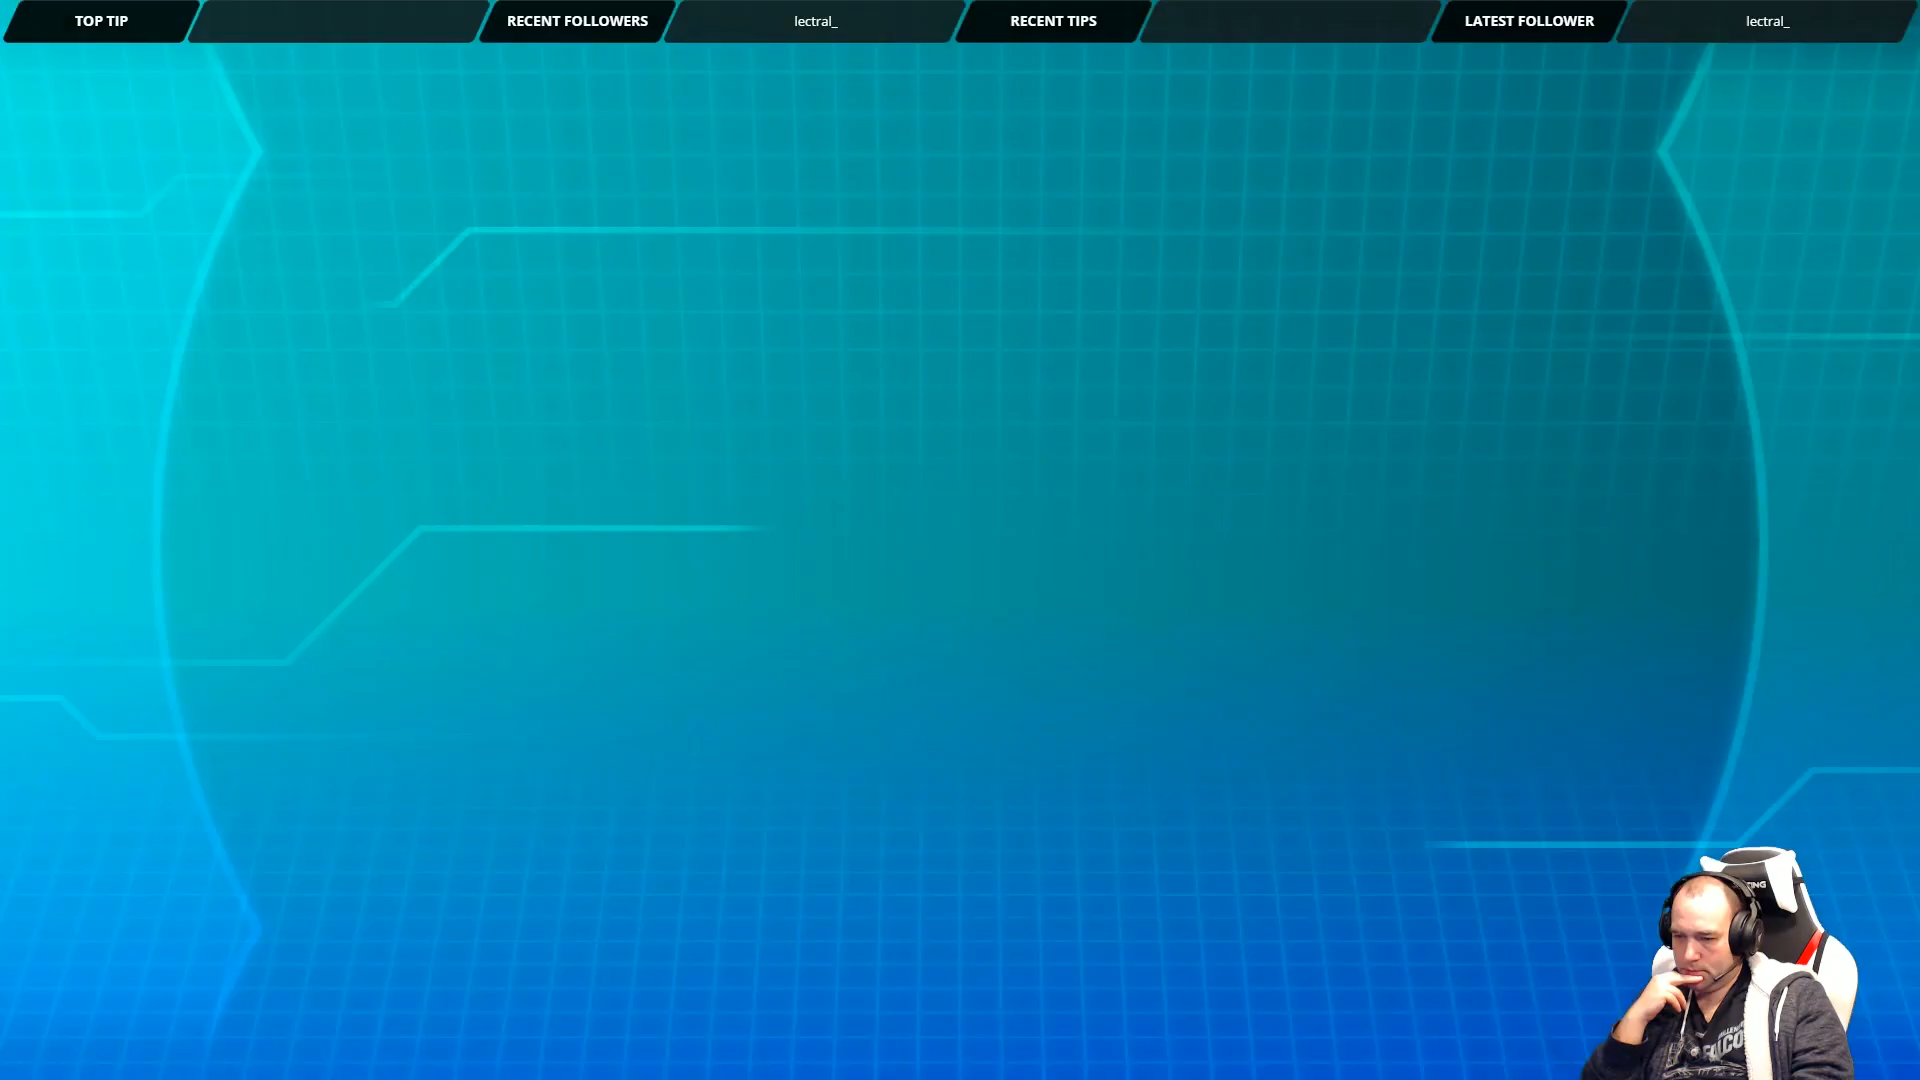 TOP TIP
RECENT FOLLOWERS
lectral_
RECENT TIPS
LATEST FOLLOWER
lectral_